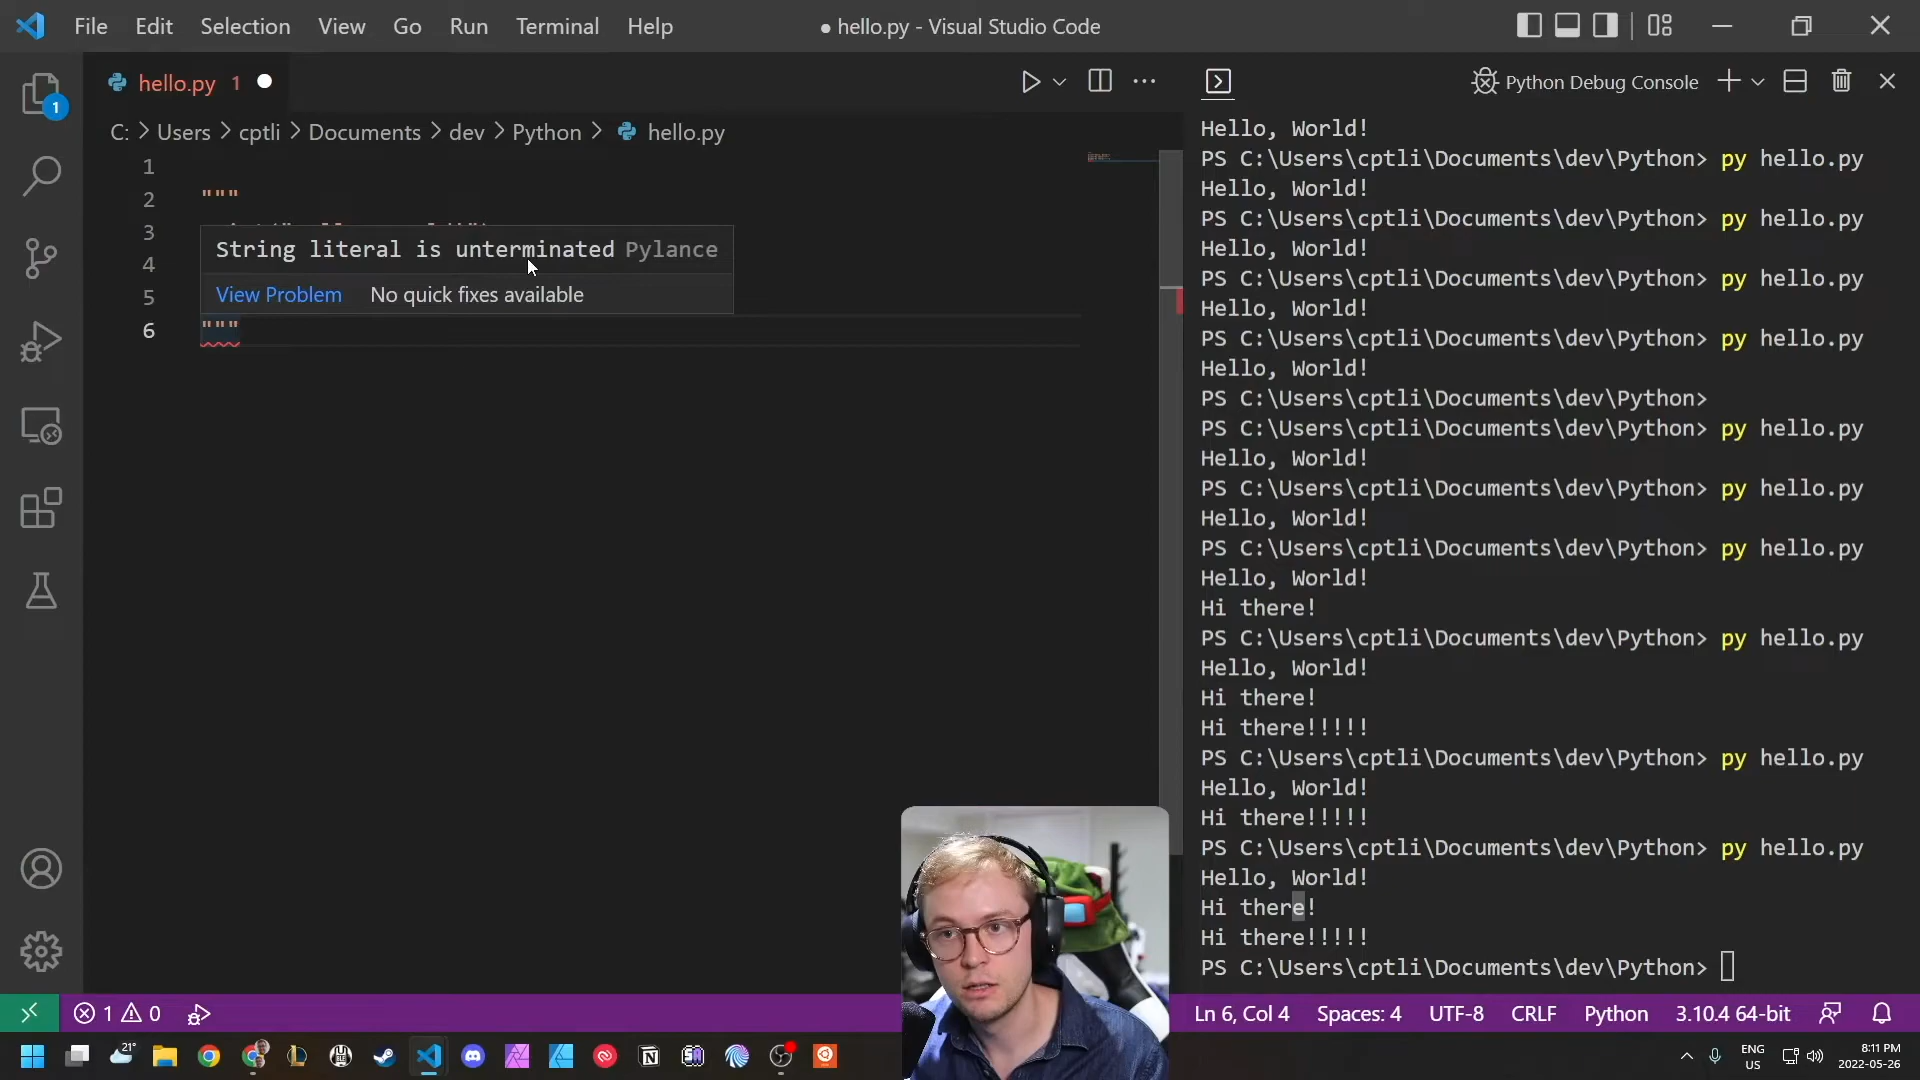 File Edit Selection View Go Run Terminal Help
● hello.py - Visual Studio Code
hello.py 1
Python Debug Console
C: > Users > cptli > Documents > dev > Python > hello.py
1
1
2 """
3
String literal is unterminated Pylance
4
View Problem No quick fixes available
5
6 """
Hello, World!
PS C:\Users\cptli\Documents\dev\Python> py hello.py
Hello, World!
PS C:\Users\cptli\Documents\dev\Python> py hello.py
Hello, World!
PS C:\Users\cptli\Documents\dev\Python> py hello.py
Hello, World!
PS C:\Users\cptli\Documents\dev\Python> py hello.py
Hello, World!
PS C:\Users\cptli\Documents\dev\Python>
PS C:\Users\cptli\Documents\dev\Python> py hello.py
Hello, World!
PS C:\Users\cptli\Documents\dev\Python> py hello.py
Hello, World!
PS C:\Users\cptli\Documents\dev\Python> py hello.py
Hello, World!
Hi there!
PS C:\Users\cptli\Documents\dev\Python> py hello.py
Hello, World!
Hi there!
Hi there!!!!!
PS C:\Users\cptli\Documents\dev\Python> py hello.py
Hello, World!
Hi there!!!!!
PS C:\Users\cptli\Documents\dev\Python> py hello.py
Hello, World!
Hi there!
Hi there!!!!!
PS C:\Users\cptli\Documents\dev\Python>
1 0
Ln 6, Col 4 Spaces: 4 UTF-8 CRLF Python 3.10.4 64-bit
21°
ENG
US
8:11 PM
2022-05-26